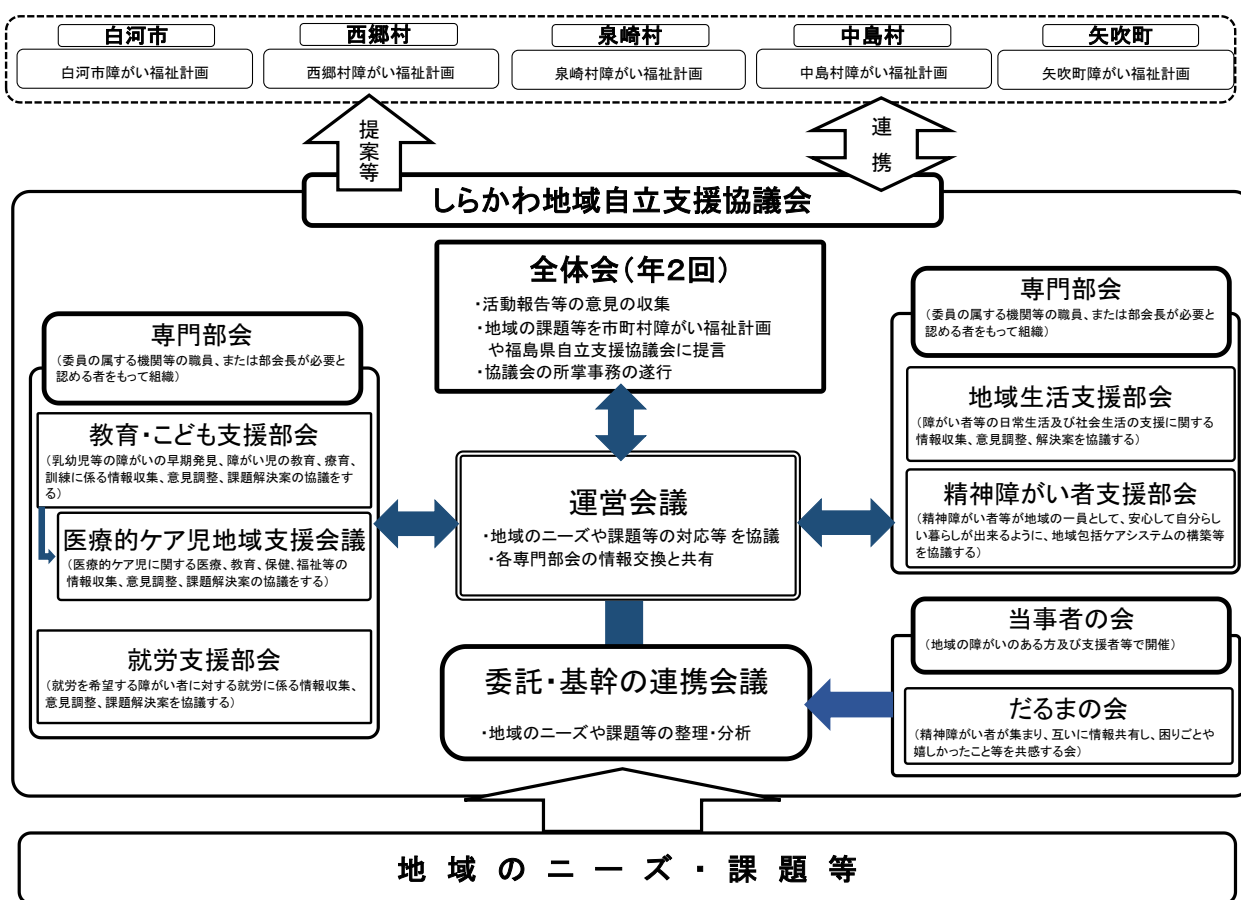 白河市
西郷村
泉崎村
中島村
矢吹町
白河市障がい福祉計画
西郷村障がい福祉計画
泉崎村障がい福祉計画
中島村障がい福祉計画
矢吹町障がい福祉計画
提案等
連携
しらかわ地域自立支援協議会
全体会(年2回)
・活動報告等の意見の収集
・地域の課題等を市町村障がい福祉計画
や福島県自立支援協議会に提言
・協議会の所掌事務の遂行
専門部会
(委員の属する機関等の職員、または部会長が必要と
認める者をもって組織)
教育・こども支援部会
(乳幼児等の障がいの早期発見、障がい児の教育、療育、
訓練に係る情報収集、意見調整、課題解決案の協議をす
る)
医療的ケア児地域支援会議
(医療的ケア児に関する医療、教育、保健、福祉等の
情報収集、意見調整、課題解決案の協議をする)
就労支援部会
(就労を希望する障がい者に対する就労に係る情報収集、
意見調整、課題解決案を協議する)
運営会議
・地域のニーズや課題等の対応等 を協議
・各専門部会の情報交換と共有
委託・基幹の連携会議
・地域のニーズや課題等の整理・分析
専門部会
(委員の属する機関等の職員、または部会長が必要と
認める者をもって組織)
地域生活支援部会
(障がい者等の日常生活及び社会生活の支援に関する
情報収集、意見調整、解決案を協議する)
精神障がい者支援部会
(精神障がい者等が地域の一員として、安心して自分らし
い暮らしが出来るように、地域包括ケアシステムの構築等
を協議する)
当事者の会
(地域の障がいのある方及び支援者等で開催)
だるまの会
(精神障がい者が集まり、互いに情報共有し、困りごとや
嬉しかったこと等を共感する会)
地域のニーズ・課題等